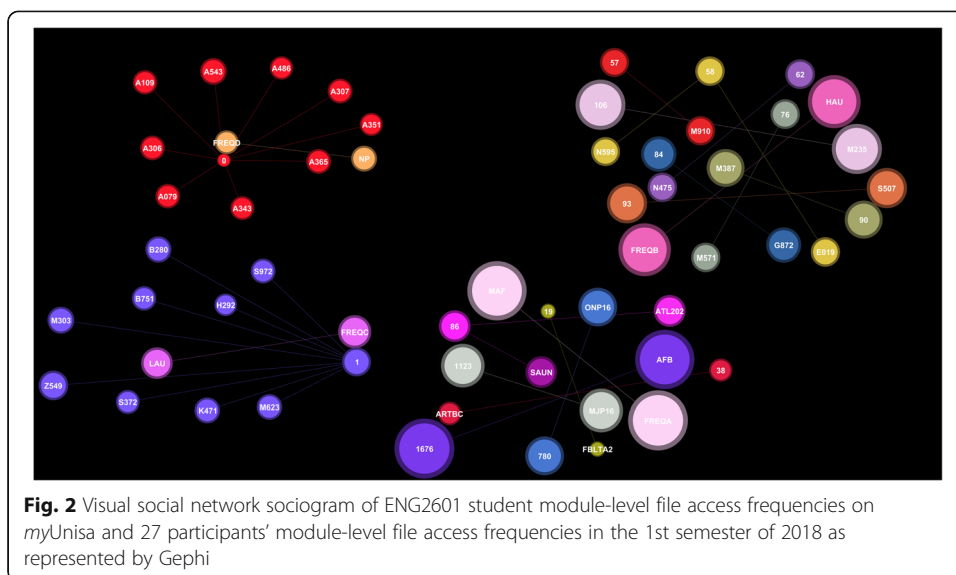 A486
A543
A109
A307
A351
FREQD
A306
0
A365
NP
A079
A343
57
58
62
106
76
HAU
M910
N595
84
M235
M387
N475
93
S507
90
FREQB
M571
G872
E019
B280
S972
B751
H292
M303
FREQC
LAU
1
Z549
S372
K471
M623
MAF
19
ONP16
ATL202
86
1123
SAUN
AFB
38
ARTBC
MJP16
FREQA
1676
780
FBLTA2
Fig. 2 Visual social network sociogram of ENG2601 student module-level file access frequencies on
myUnisa and 27 participants' module-level file access frequencies in the 1st semester of 2018 as
represented by Gephi